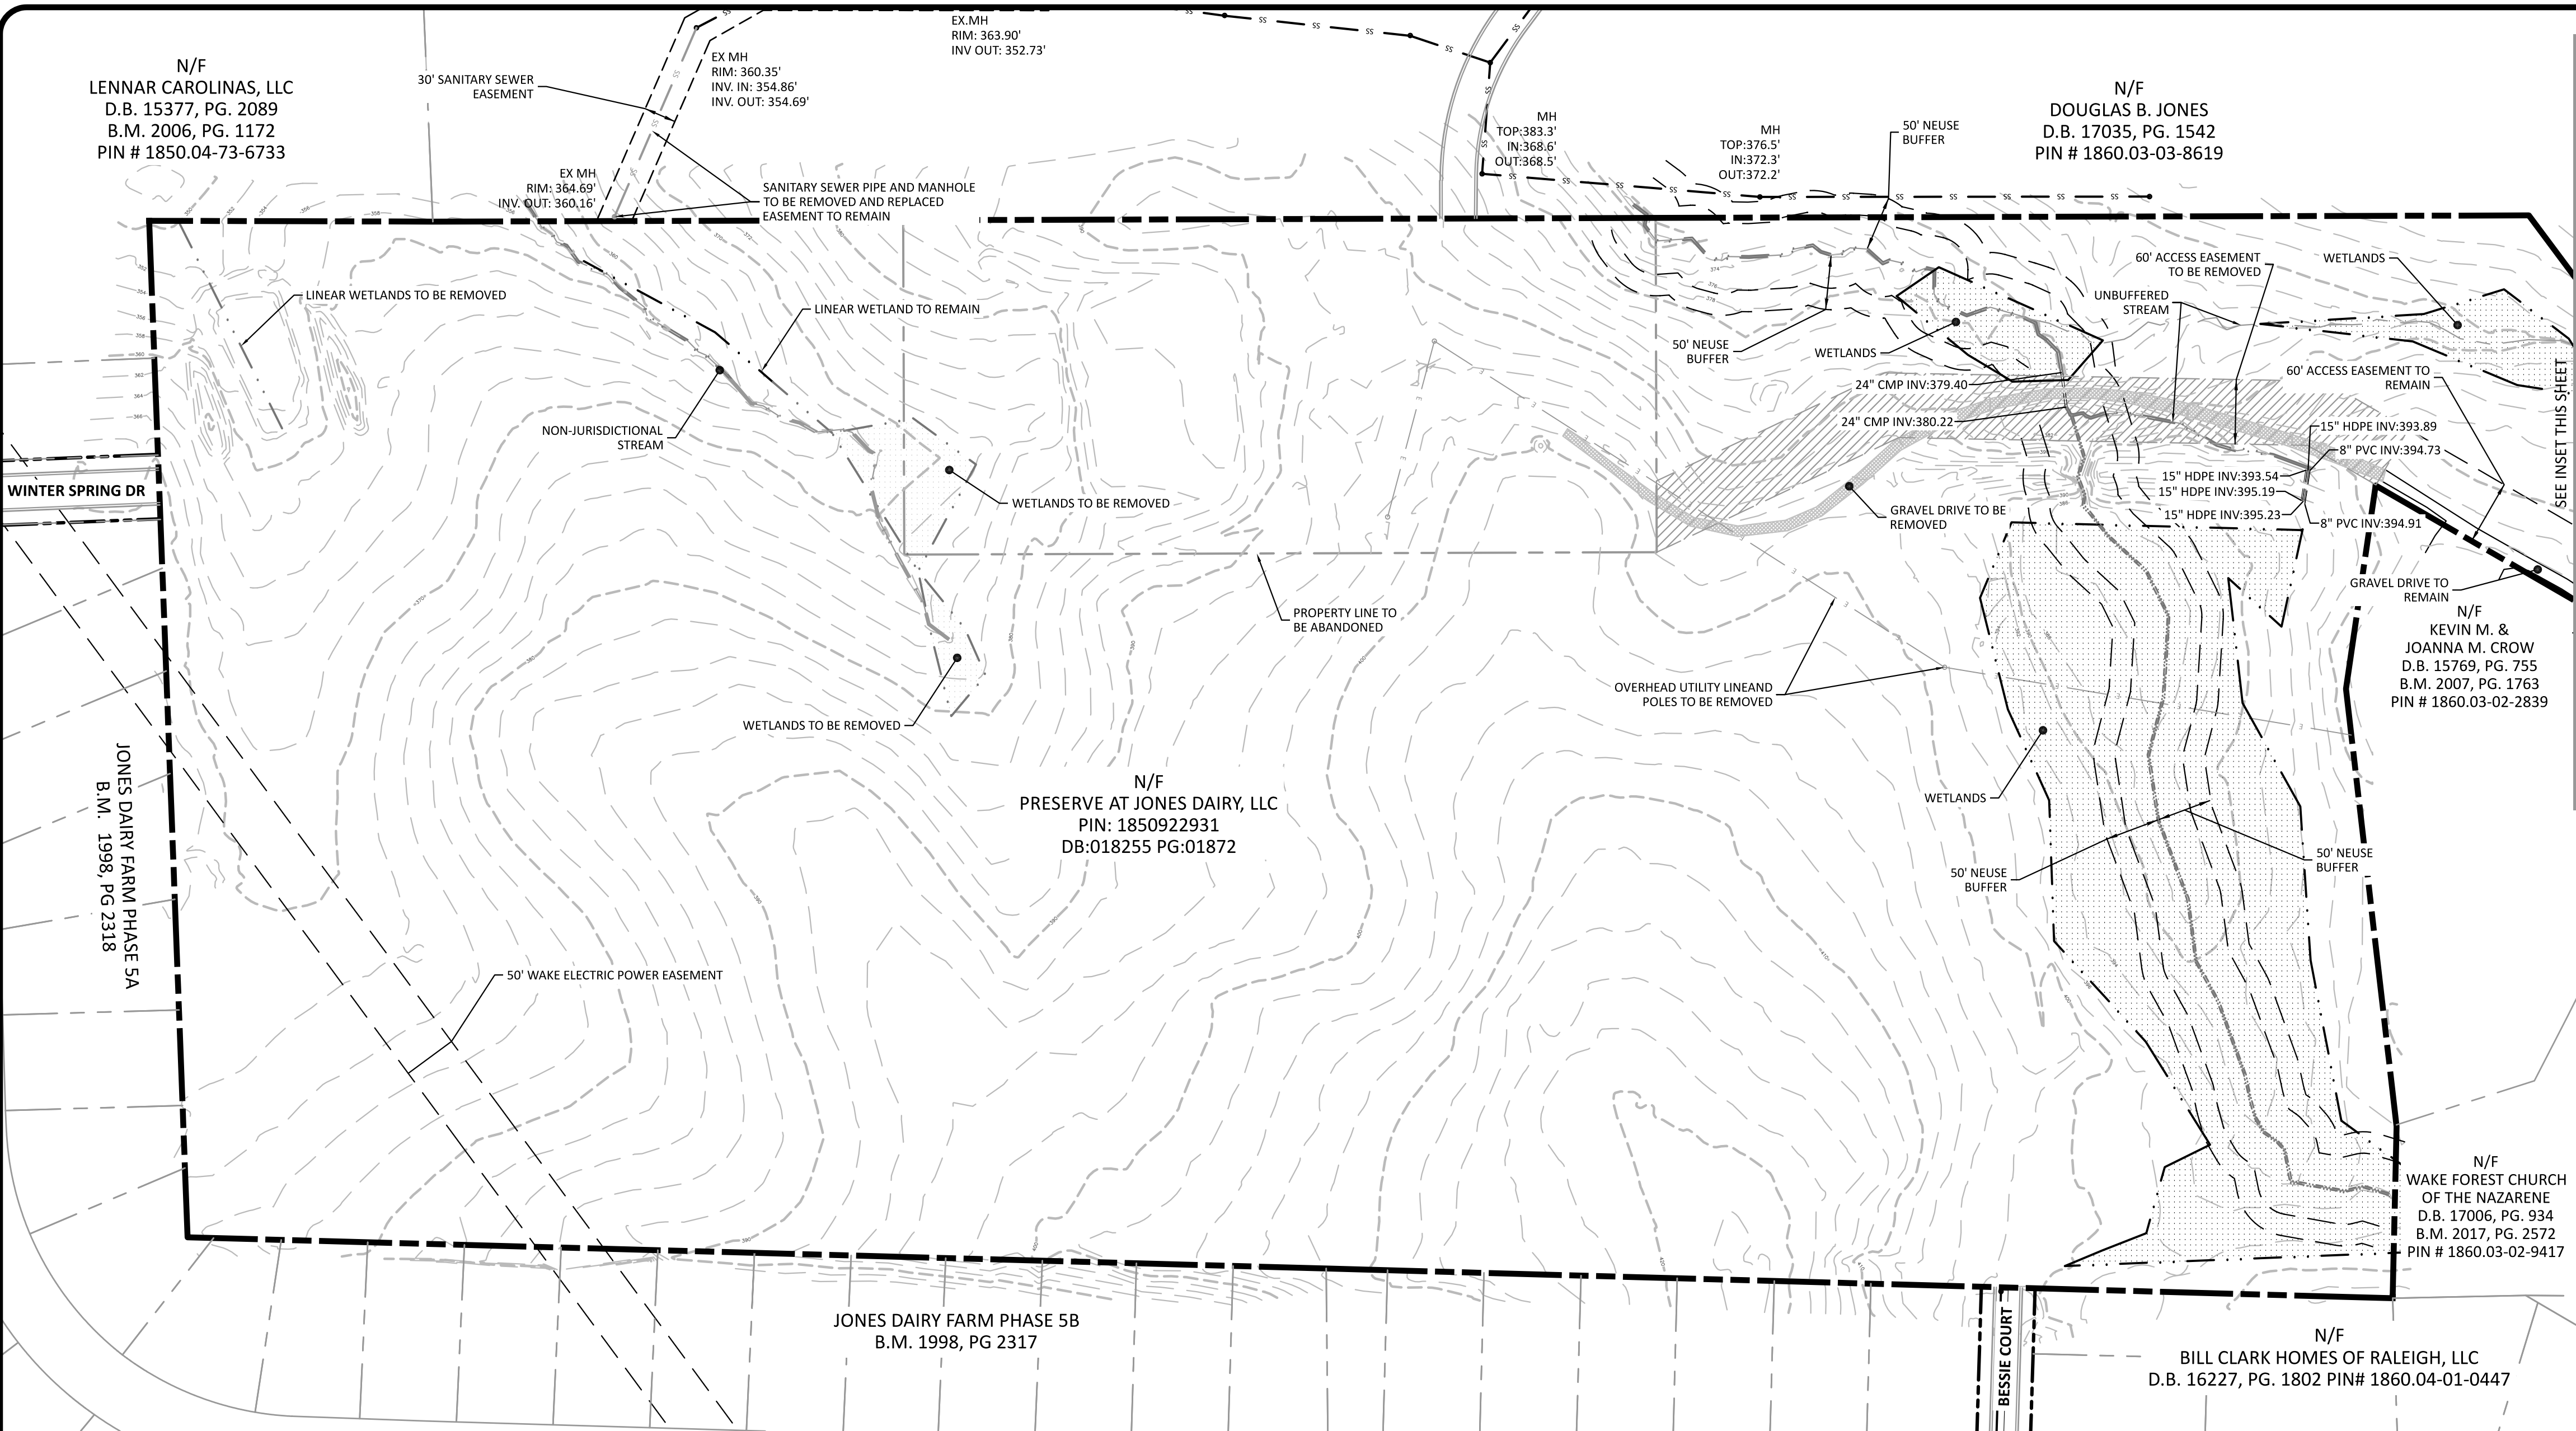 EX.MH
RIM: 363.90'
INV OUT: 352.73'
N/F
LENNAR CAROLINAS, LLC
D.B. 15377, PG. 2089
B.M. 2006, PG. 1172
PIN # 1850.04-73-6733
30' SANITARY SEWER
EASEMENT
EX MH
RIM: 360.35'
INV. IN: 354.86'
INV. OUT: 354.69'
EX MH
RIM: 364.69'
INV. OUT: 360.16'
SANITARY SEWER PIPE AND MANHOLE
TO BE REMOVED AND REPLACED
EASEMENT TO REMAIN
MH
TOP:383.3'
IN:368.6'
OUT:368.5'
MH
TOP:376.5'
IN:372.3'
OUT:372.2'
50' NEUSE
BUFFER
N/F
DOUGLAS B. JONES
D.B. 17035, PG. 1542
PIN # 1860.03-03-8619
LINEAR WETLANDS TO BE REMOVED
LINEAR WETLAND TO REMAIN
NON-JURISDICTIONAL
STREAM
WETLANDS TO BE REMOVED
50' NEUSE
BUFFER
WETLANDS
60' ACCESS EASEMENT
TO BE REMOVED
WETLANDS
UNBUFFERED
STREAM
60' ACCESS EASEMENT TO
REMAIN
SEE INSET THIS SHEET
24" CMP INV:379.40
24" CMP INV:380.22
15" HDPE INV:393.89
8" PVC INV:394.73
15" HDPE INV:393.54
15" HDPE INV:395.19
15" HDPE INV:395.23
8" PVC INV:394.91
GRAVEL DRIVE TO BE
REMOVED
WINTER SPRING DR
GRAVEL DRIVE TO
REMAIN
N/F
KEVIN M. &
JOANNA M. CROW
D.B. 15769, PG. 755
B.M. 2007, PG. 1763
PIN # 1860.03-02-2839
PROPERTY LINE TO
BE ABANDONED
OVERHEAD UTILITY LINEAND
POLES TO BE REMOVED
WETLANDS TO BE REMOVED
N/F
PRESERVE AT JONES DAIRY, LLC
PIN: 1850922931
DB:018255 PG:01872
WETLANDS
50' NEUSE
BUFFER
50' NEUSE
BUFFER
JONES DAIRY FARM PHASE 5A
B.M. 1998, PG 2318
50' WAKE ELECTRIC POWER EASEMENT
N/F
WAKE FOREST CHURCH
OF THE NAZARENE
D.B. 17006, PG. 934
B.M. 2017, PG. 2572
PIN # 1860.03-02-9417
JONES DAIRY FARM PHASE 5B
B.M. 1998, PG 2317
BESSIE COURT
N/F
BILL CLARK HOMES OF RALEIGH, LLC
D.B. 16227, PG. 1802 PIN# 1860.04-01-0447